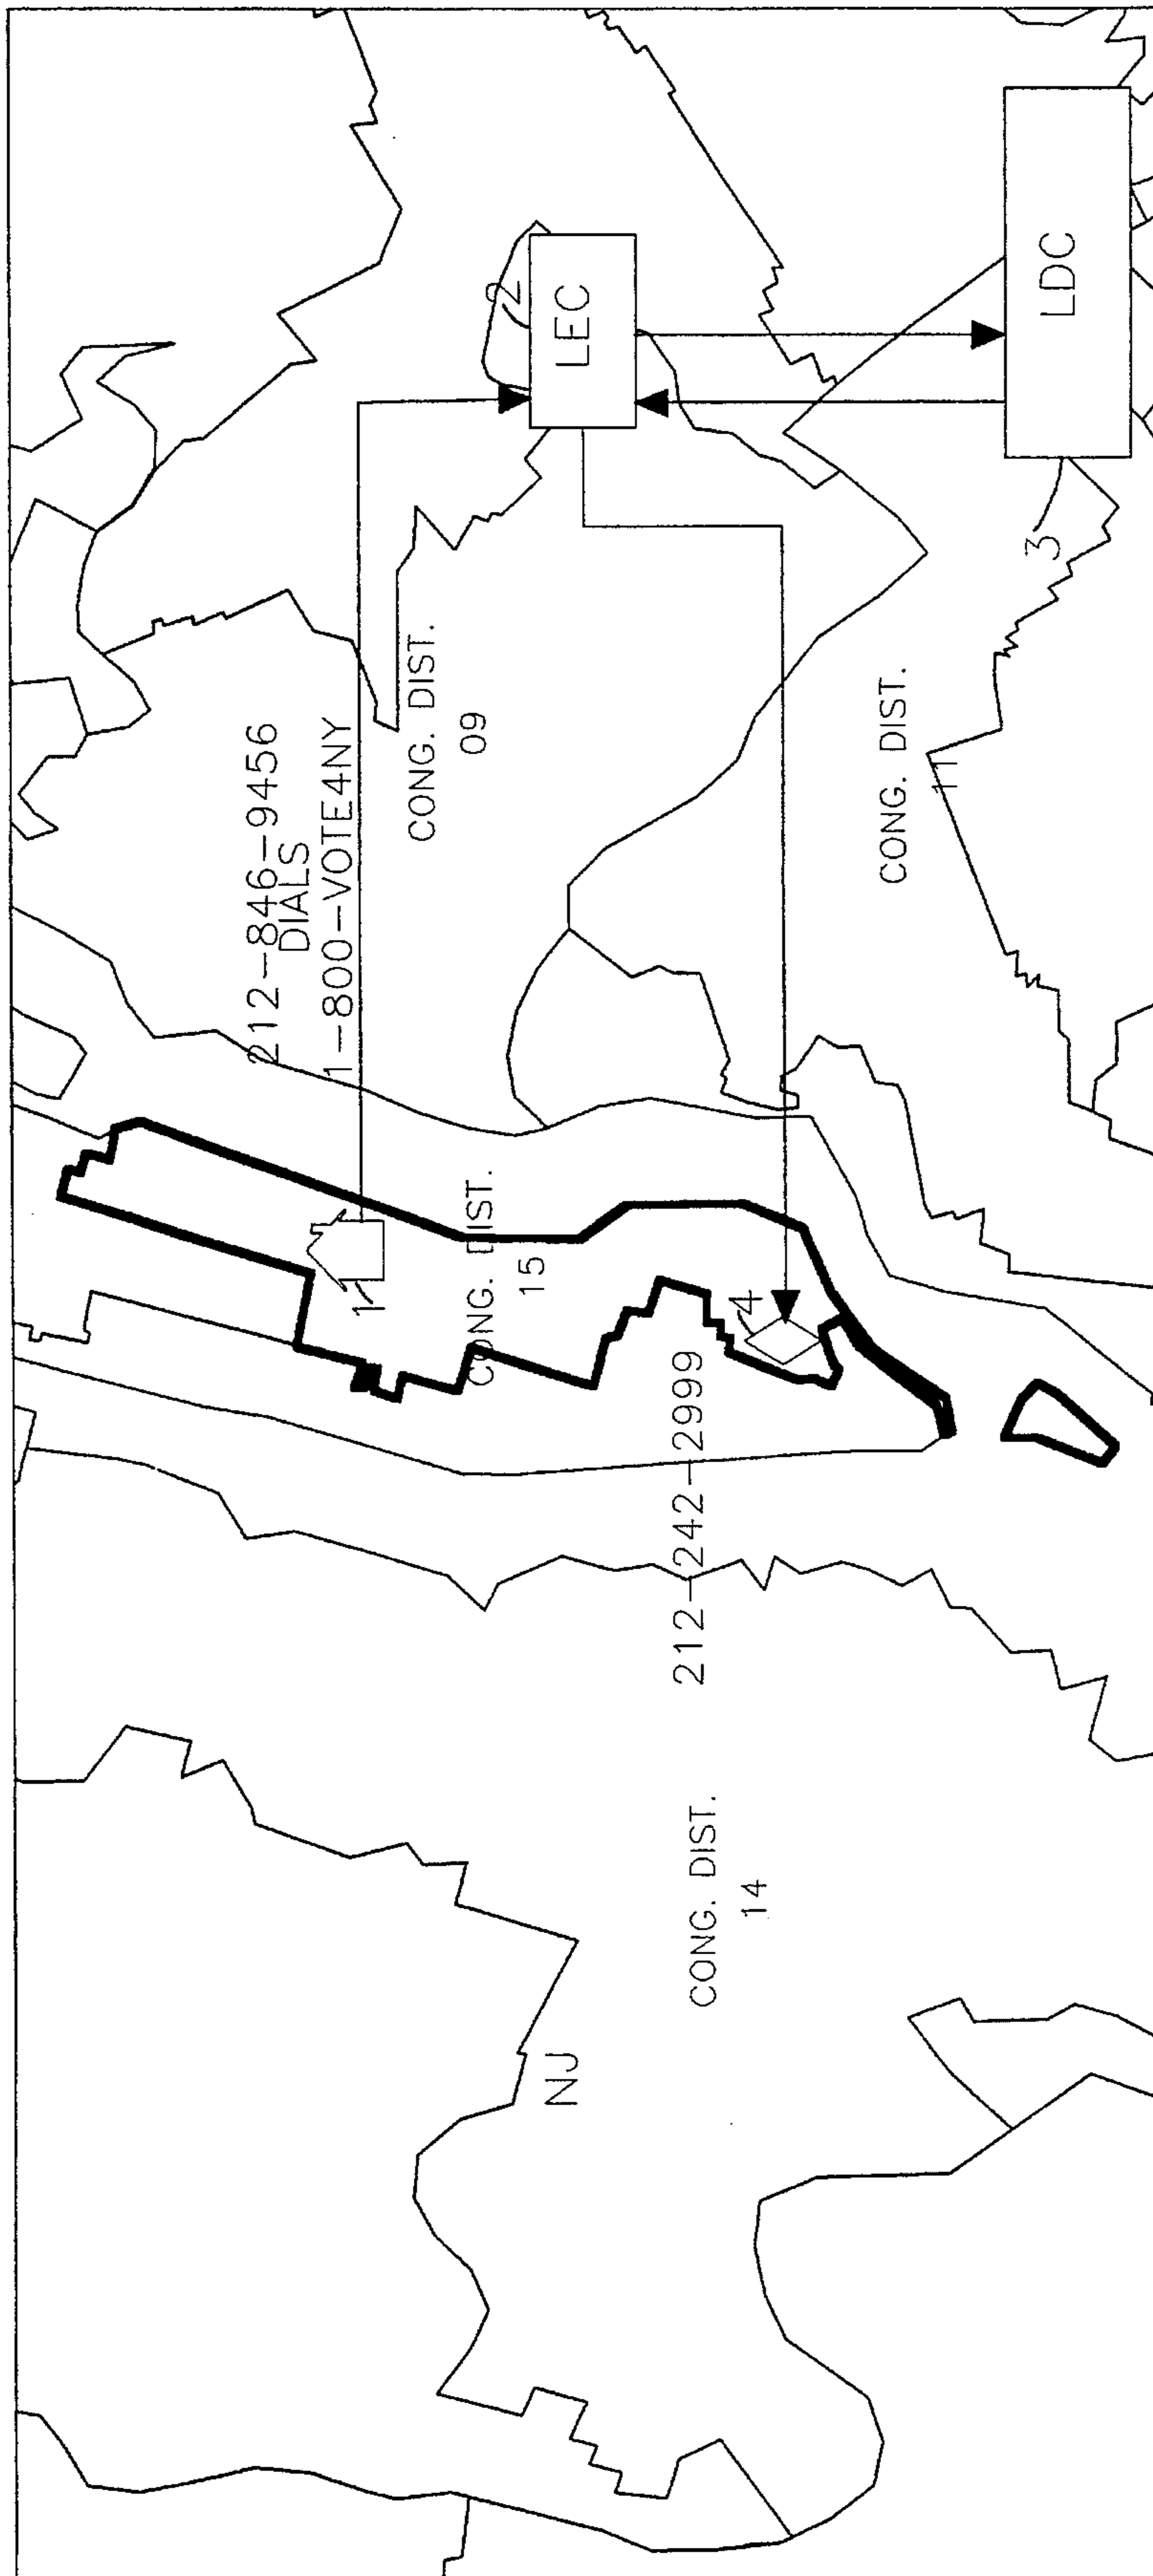 212-846-9456
DIALS
1-800-VOTE4NY
1
2
LEC
LDC
3
CONG. DIST.
09
CONG. DIST.
11
CONG. DIST.
15
4
212-242-2999
CONG. DIST.
14
NJ